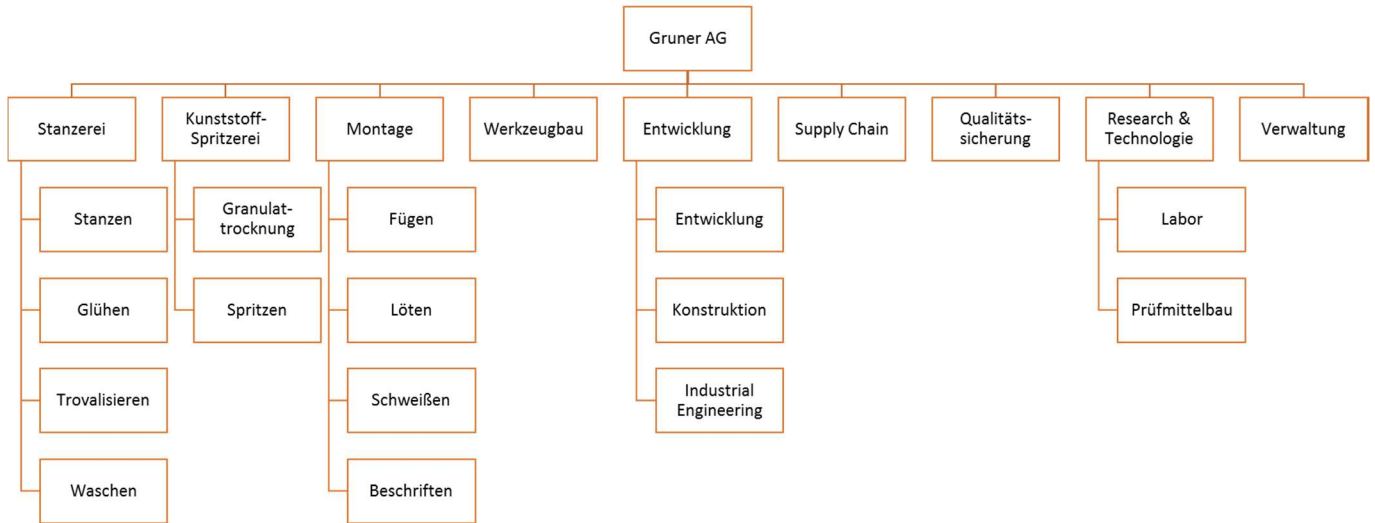 Gruner AG
Stanzerei
Kunststoff-
Spritzerei
Montage
Werkzeugbau
Entwicklung
Supply Chain
Qualitäts-
sicherung
Research &
Technologie
Verwaltung
Stanzen
Glühen
Trovalisieren
Waschen
Granulat-
trocknung
Spritzen
Fügen
Löten
Schweißen
Beschriften
Entwicklung
Konstruktion
Industrial
Engineering
Labor
Prüfmittelbau